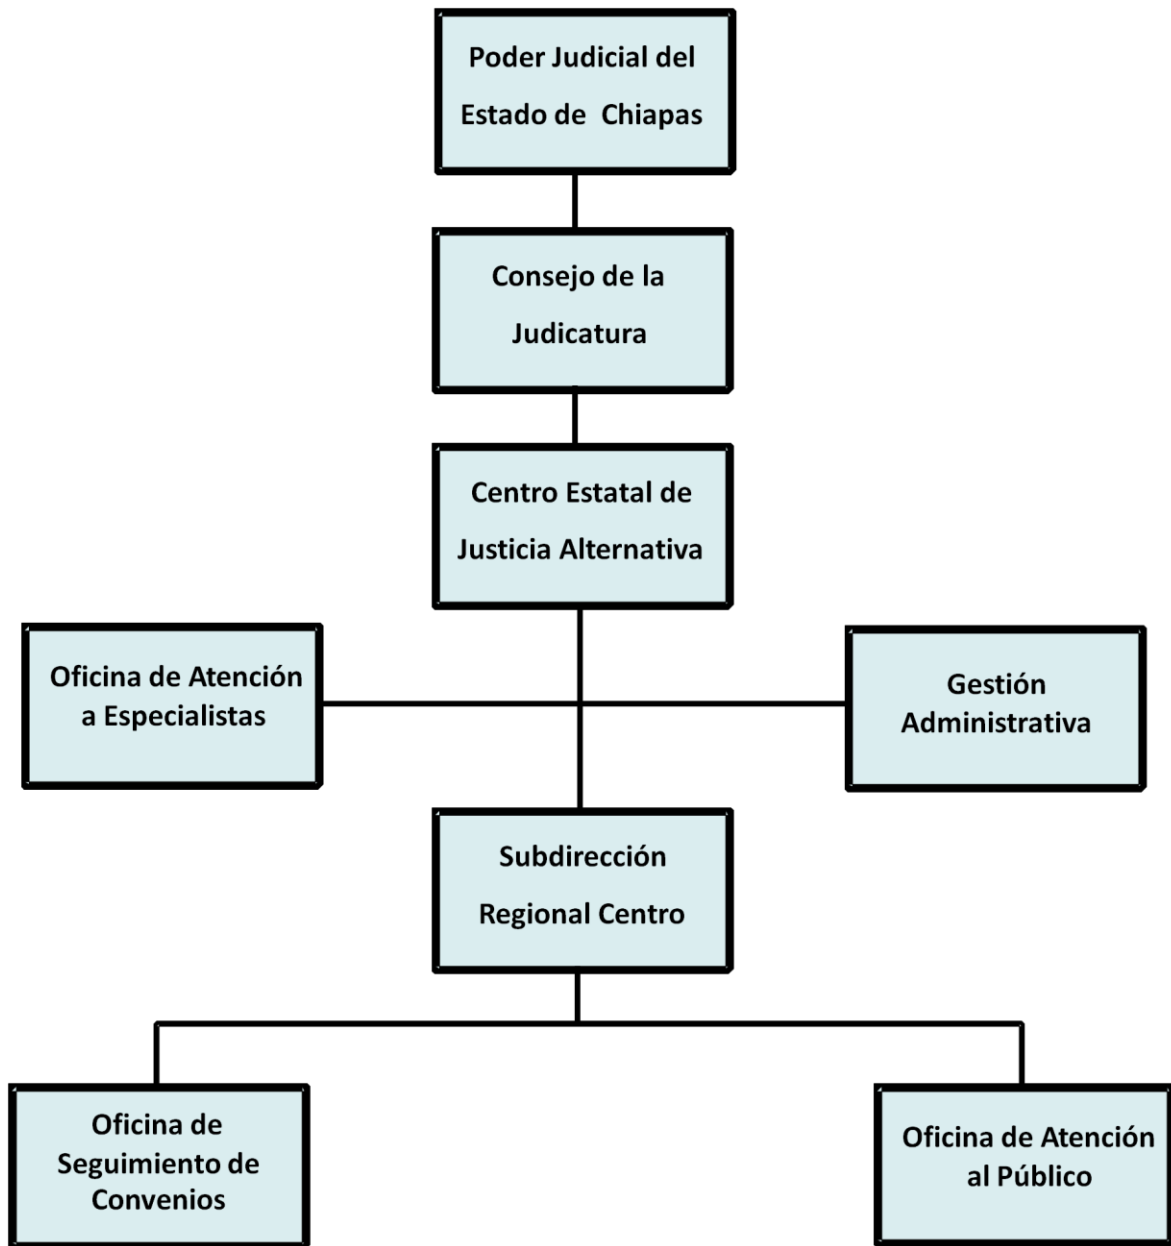 Poder Judicial del
Estado de Chiapas
Consejo de la
Judicatura
Centro Estatal de
Justicia Alternativa
Oficina de Atención
a Especialistas
Gestión
Administrativa
Subdirección
Regional Centro
Oficina de
Seguimiento de
Convenios
Oficina de Atención
al Público